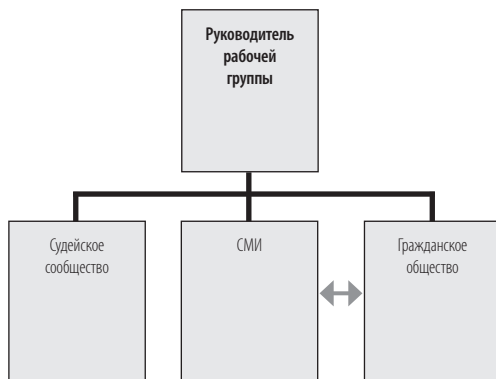 Руководитель
рабочей
группы
Судейское
сообщество
СМИ
Гражданское
общество